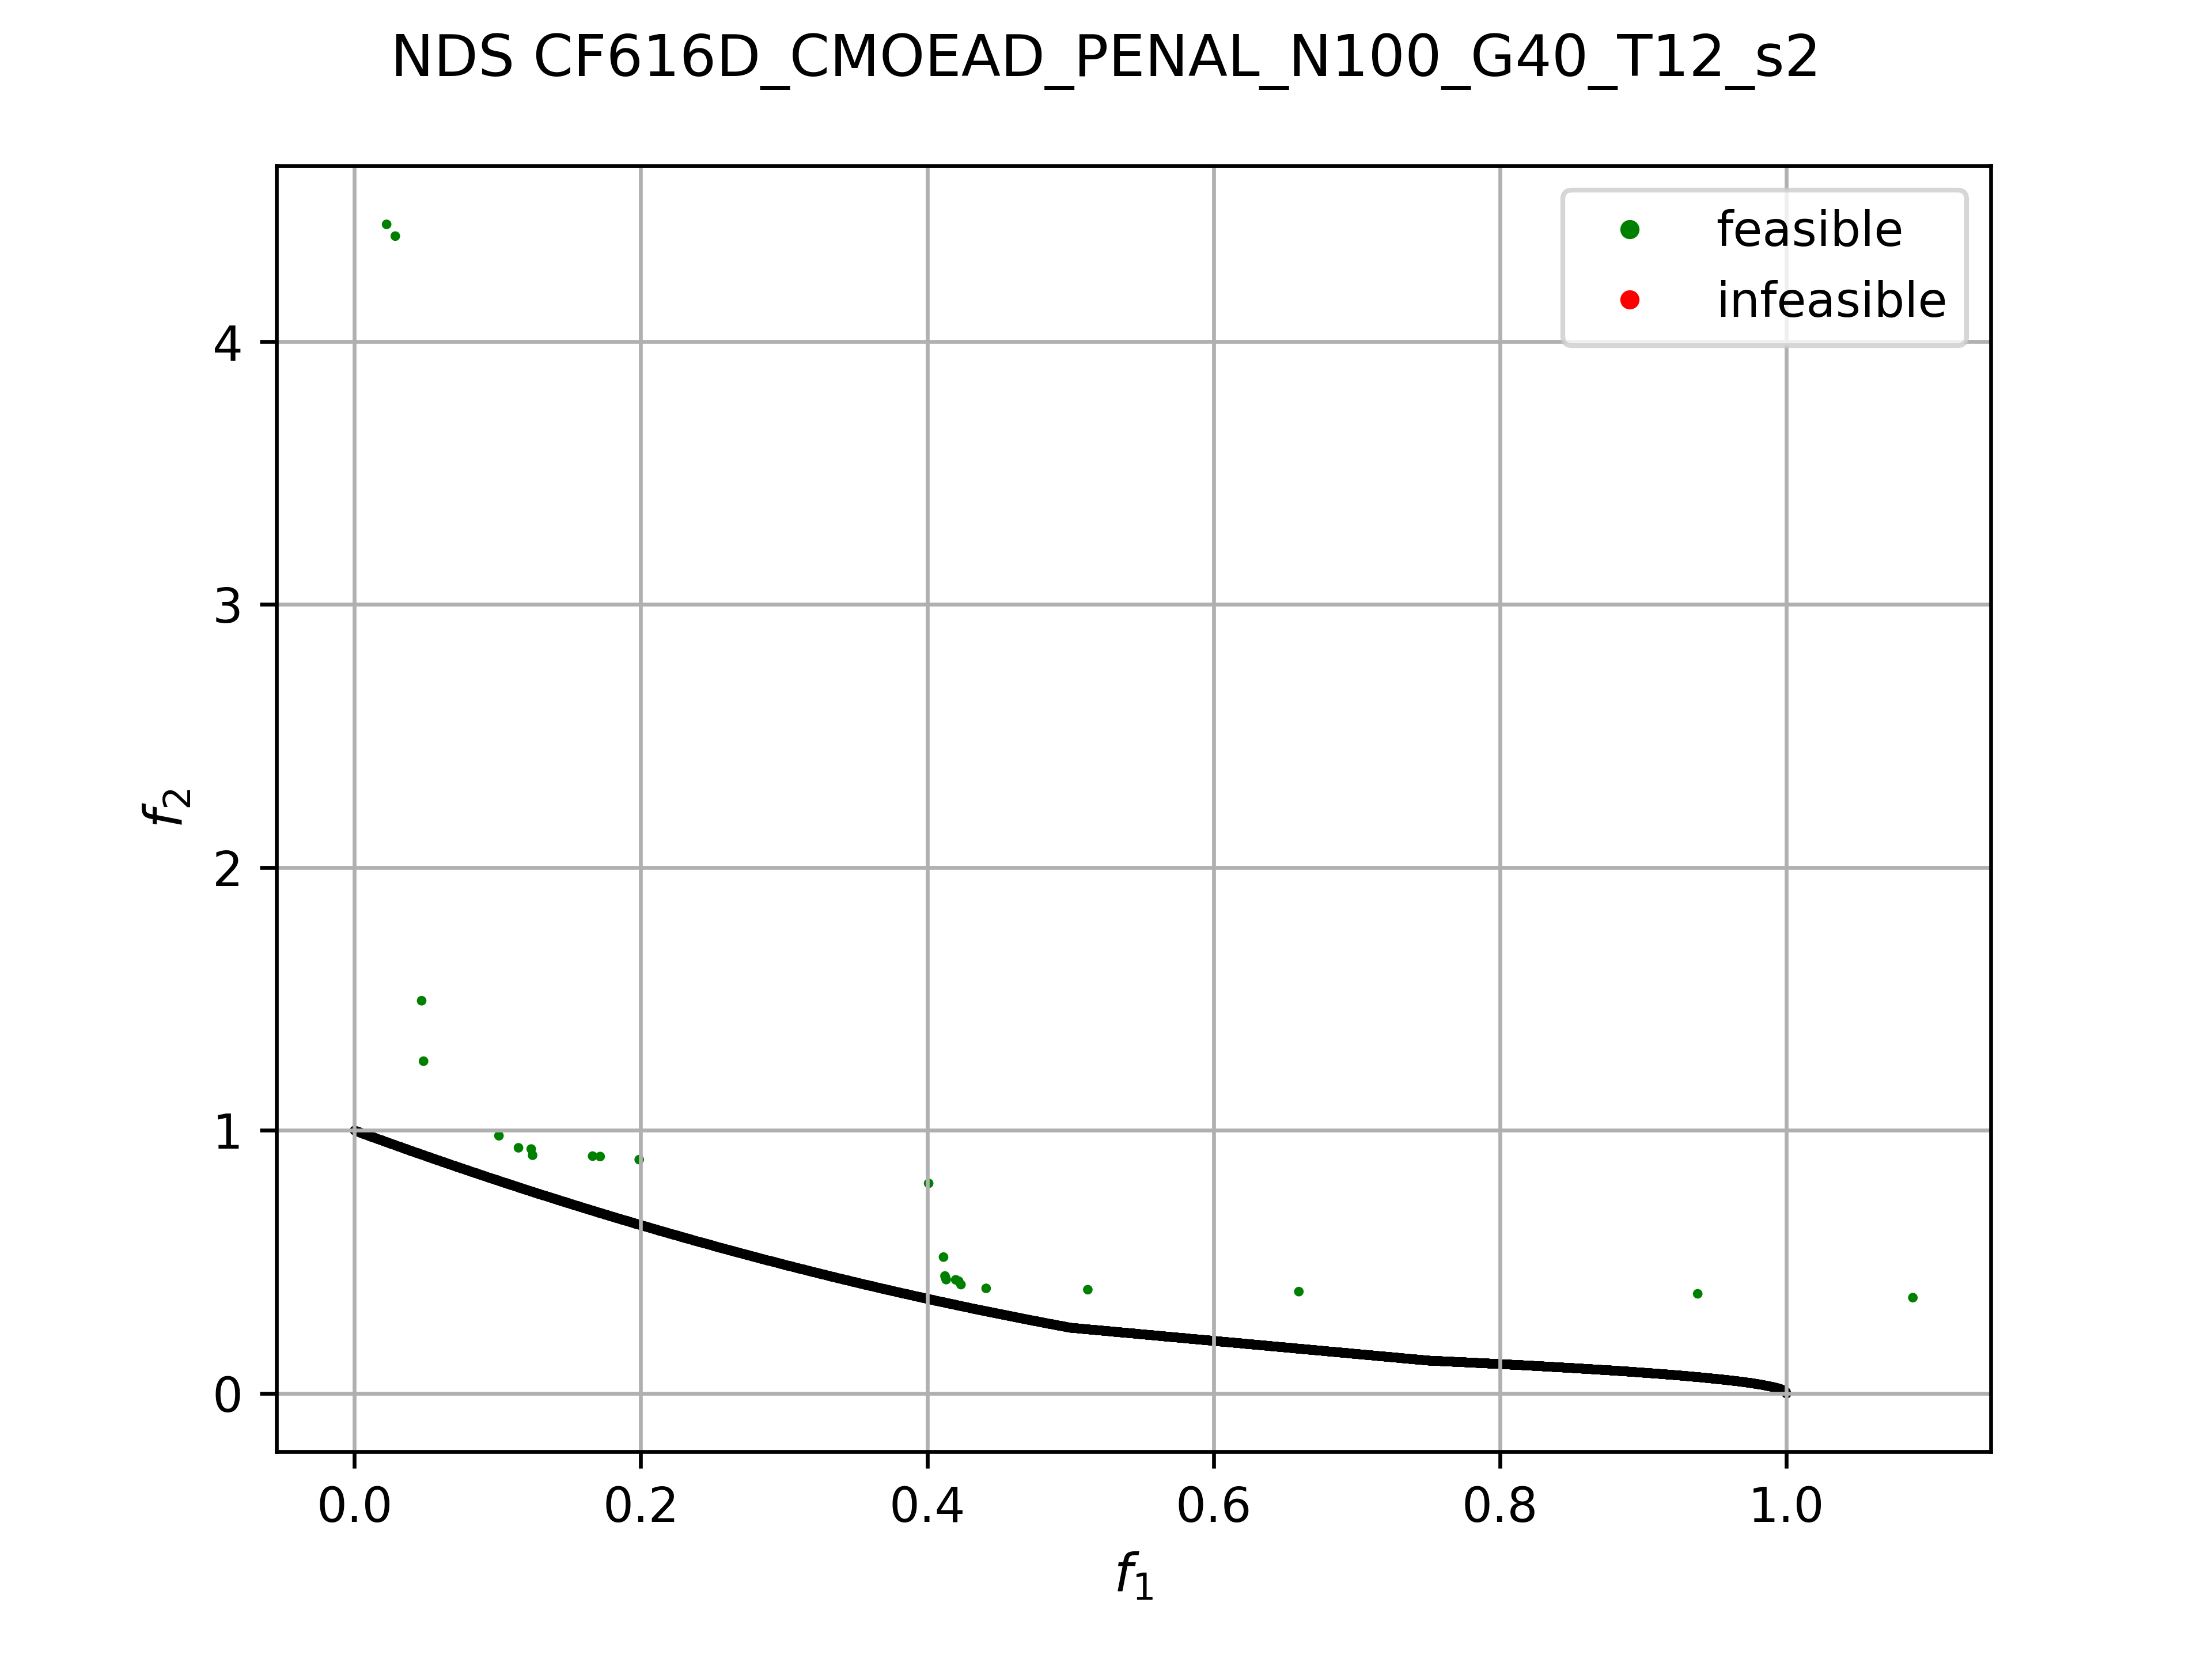 NDS CF616D_CMOEAD_PENAL_N100_G40_T12_s2
feasible
infeasible
4
3
2
1
0
f2
0.0 0.2 0.4 0.6 0.8 1.0
f1